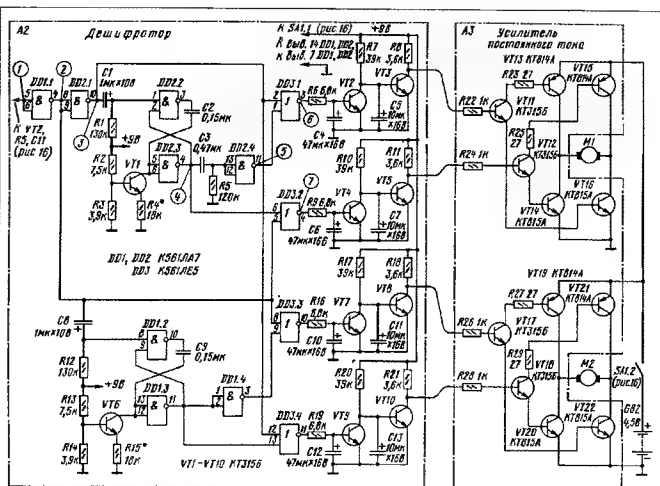 A2
Дешифратор
К SA1.1 (рис.16)
К выв. 14 DD1, DD2
К выв. 7 DD1, DD2
+9В
R7 39к
R8 3,6к
A3
Усилитель
постоянного тока
VT13 КТ814А
VT15 КТ814А
1
2
DD1.1
DD2.1
C1
1мк×10В
DD2.2
DD3.1
R6 6,8к
VT2
VT3
R23 27
R22 1к
VT11 КТ315Б
К VT2,
R5, C11
(рис 16)
3
R1 130к
C2 0,15мк
6
C5 10мк ×16В
C4
47мк×16В
R25 27
VT12 КТ315Б
M1
+9В
R2 7,5к
VT1
DD2.3
C3 0,47мк
DD2.4
5
R10 39к
R11 3,6к
R24 1к
R3 3,9к
R4* 18к
4
R5 120к
DD3.2
7
R9 6,8к
VT4
VT5
VT14 КТ815А
VT16 КТ815А
DD1, DD2 К561ЛА7
DD3 К561ЛЕ5
C6
47мк×16В
C7 10мк ×16В
R17 39к
R18 3,6к
VT19 КТ814А
VT21 КТ814А
C8
1мк×10В
DD1.2
DD3.3
R16 6,8к
VT7
VT8
R27 27
R26 1к
VT17 КТ315Б
R12 130к
C9 0,15мк
C10
47мк×16В
C11 10мк ×16В
R29 27
VT18 КТ315Б
M2
SA1.2 (рис.16)
+9В
R13 7,5к
VT6
DD1.3
DD1.4
R20 39к
R21 3,6к
R28 1к
GB2 4,5В
R14 3,9к
R15* 18к
DD3.4
R19 6,8к
VT9
VT10
VT20 КТ815А
VT22 КТ815А
VT1-VT10 КТ315Б
C12
47мк×16В
C13 10мк ×16В